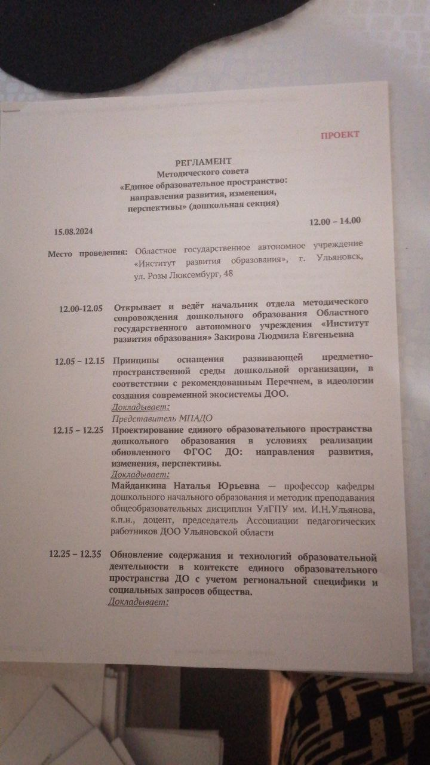 ПРОЕКТ
РЕГЛАМЕНТ
Методического совета
«Единое образовательное пространство:
направления развития, изменения,
перспективы» (дошкольная секция)
15.08.2024 12.00 – 14.00
Место проведения: Областное государственное автономное учреждение
«Институт развития образования», г. Ульяновск,
ул. Розы Люксембург, 48
12.00-12.05 Открывает и ведёт начальник отдела методического
сопровождения дошкольного образования Областного
государственного автономного учреждения «Институт
развития образования» Закирова Людмила Евгеньевна
12.05 – 12.15 Принципы оснащения развивающей предметно-
пространственной среды дошкольной организации, в
соответствии с рекомендованным Перечнем, в идеологии
создания современной экосистемы ДОО.
Докладывает:
Представитель МПАДО
12.15 – 12.25 Проектирование единого образовательного пространства
дошкольного образования в условиях реализации
обновленного ФГОС ДО: направления развития,
изменения, перспективы.
Докладывает:
Майданкина Наталья Юрьевна — профессор кафедры
дошкольного начального образования и методик преподавания
общеобразовательных дисциплин УлГПУ им. И.Н.Ульянова,
к.п.н., доцент, председатель Ассоциации педагогических
работников ДОО Ульяновской области
12.25 – 12.35 Обновление содержания и технологий образовательной
деятельности в контексте единого образовательного
пространства ДО с учетом региональной специфики и
социальных запросов общества.
Докладывает: